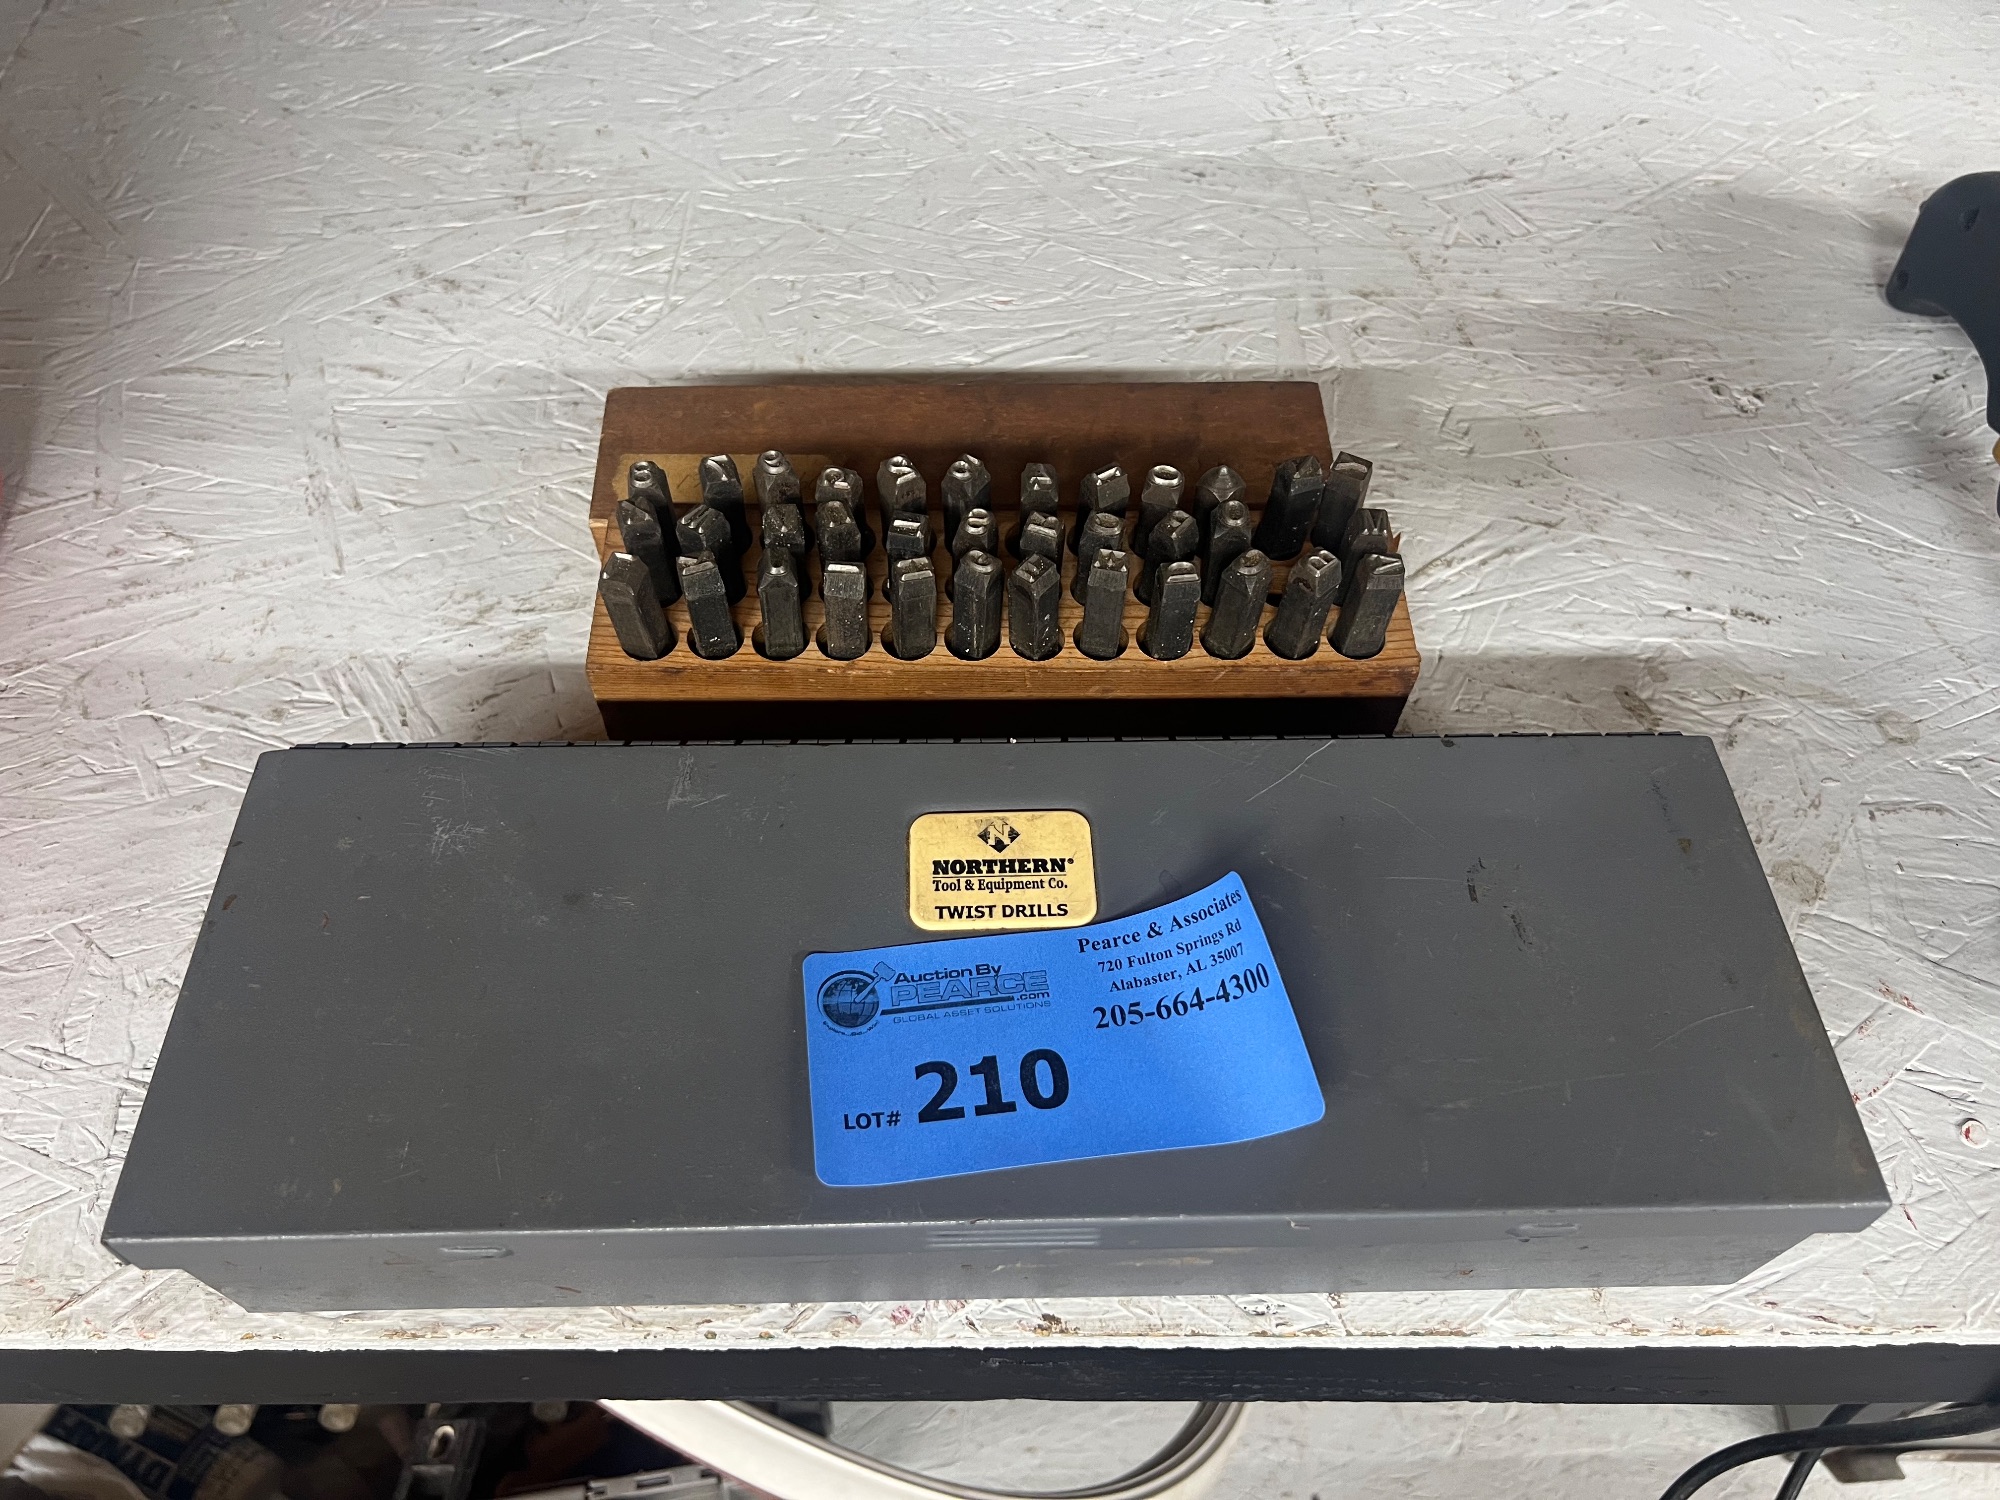 N
NORTHERN®
Tool & Equipment Co.
TWIST DRILLS
Pearce & Associates
720 Fulton Springs Rd
Alabaster, AL 35007
205-664-4300
Auction By
PEARCE
.com
GLOBAL ASSET SOLUTIONS
LOT# 210